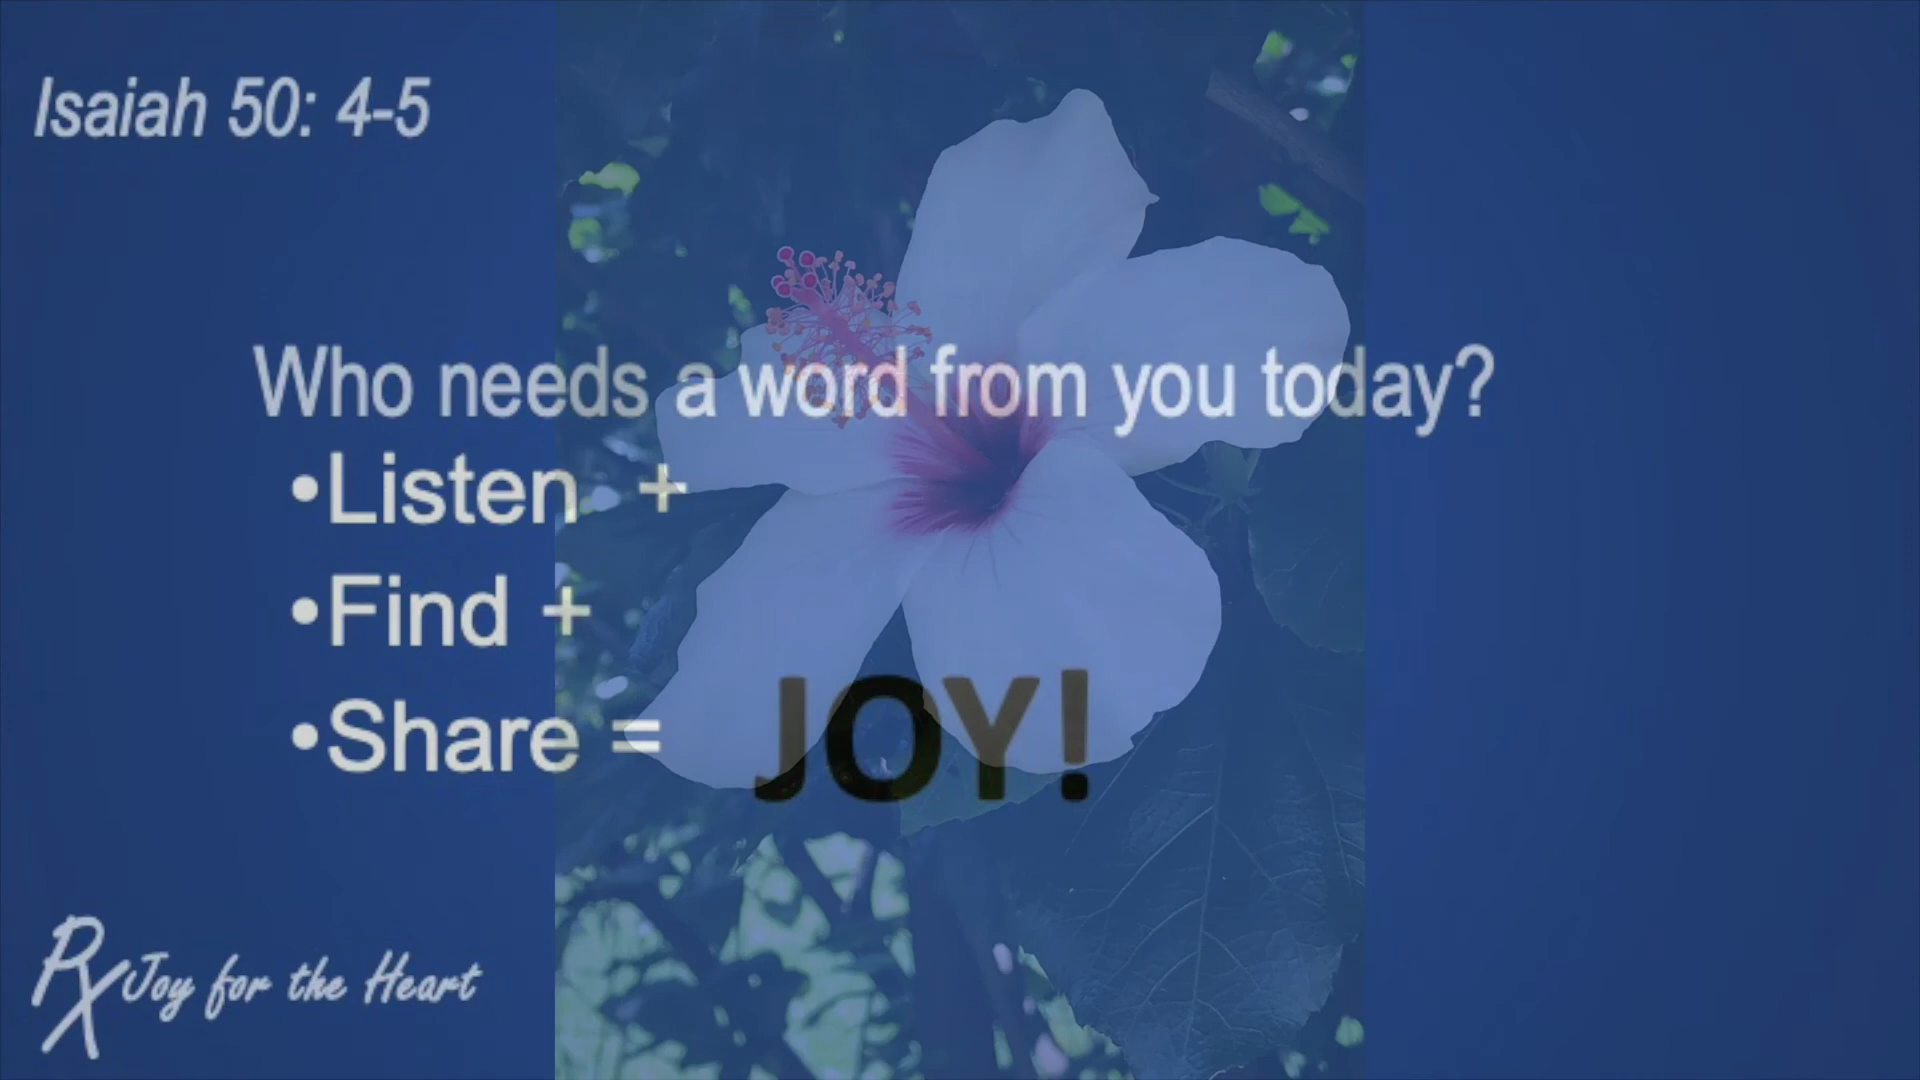 Isaiah 50: 4-5
Who needs a word from you today?
•Listen +
•Find +
•Share = JOY!
Rx Joy for the Heart